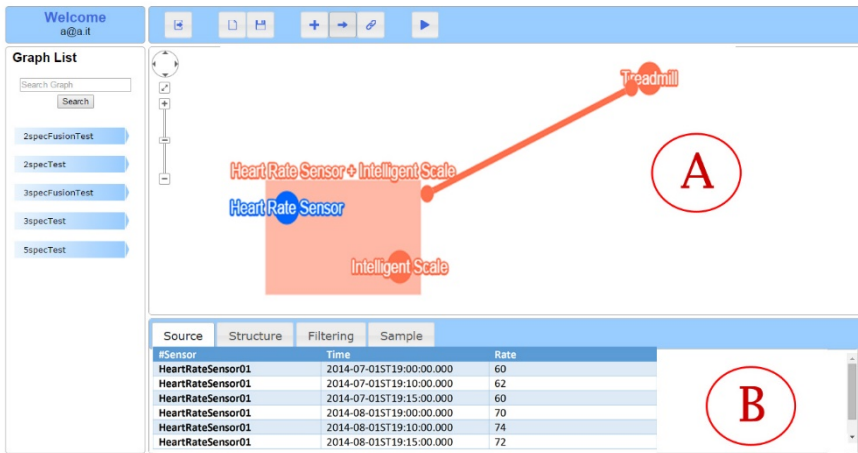 Welcome
a@a.it
Graph List
Search Graph
Search
2specFusionTest
2specTest
3specFusionTest
3specTest
5specTest
Treadmill
Heart Rate Sensor + Intelligent Scale
Heart Rate Sensor
Intelligent Scale
A
Source Structure Filtering Sample
#Sensor Time Rate
HeartRateSensor01 2014-07-01ST19:00:00.000 60
HeartRateSensor01 2014-07-01ST19:10:00.000 62
HeartRateSensor01 2014-07-01ST19:15:00.000 60
HeartRateSensor01 2014-08-01ST19:00:00.000 70
HeartRateSensor01 2014-08-01ST19:10:00.000 74
HeartRateSensor01 2014-08-01ST19:15:00.000 72
B